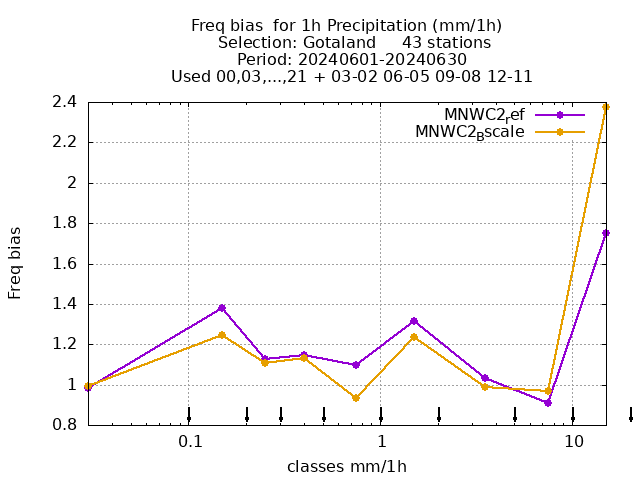 Freq bias  for 1h Precipitation (mm/1h)
Selection: Gotaland     43 stations
Period: 20240601-20240630
Used 00,03,...,21 + 03-02 06-05 09-08 12-11
MNWC2ref
MNWC2Bscale
2.4
2.2
2
1.8
1.6
1.4
1.2
1
0.8
Freq bias
0.1 1 10
classes mm/1h